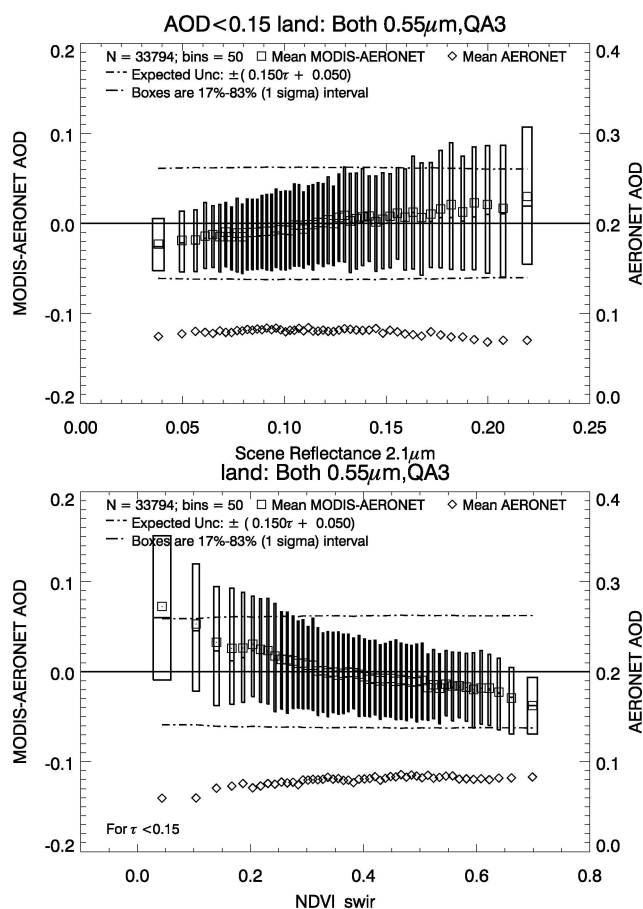 AOD<0.15 land: Both 0.55μm,QA3
N = 33794; bins = 50 □ Mean MODIS-AERONET ◇ Mean AERONET
Expected Unc: ± ( 0.150τ + 0.050)
Boxes are 17%-83% (1 sigma) interval
0.2
0.1
0.0
-0.1
-0.2
MODIS-AERONET AOD
0.4
0.3
0.2
0.1
0.0
AERONET AOD
0.00 0.05 0.10 0.15 0.20 0.25
Scene Reflectance 2.1μm
land: Both 0.55μm,QA3
N = 33794; bins = 50 □ Mean MODIS-AERONET ◇ Mean AERONET
Expected Unc: ± ( 0.150τ + 0.050)
Boxes are 17%-83% (1 sigma) interval
0.2
0.1
0.0
-0.1
-0.2
MODIS-AERONET AOD
0.4
0.3
0.2
0.1
0.0
AERONET AOD
For τ <0.15
0.0 0.2 0.4 0.6 0.8
NDVI swir